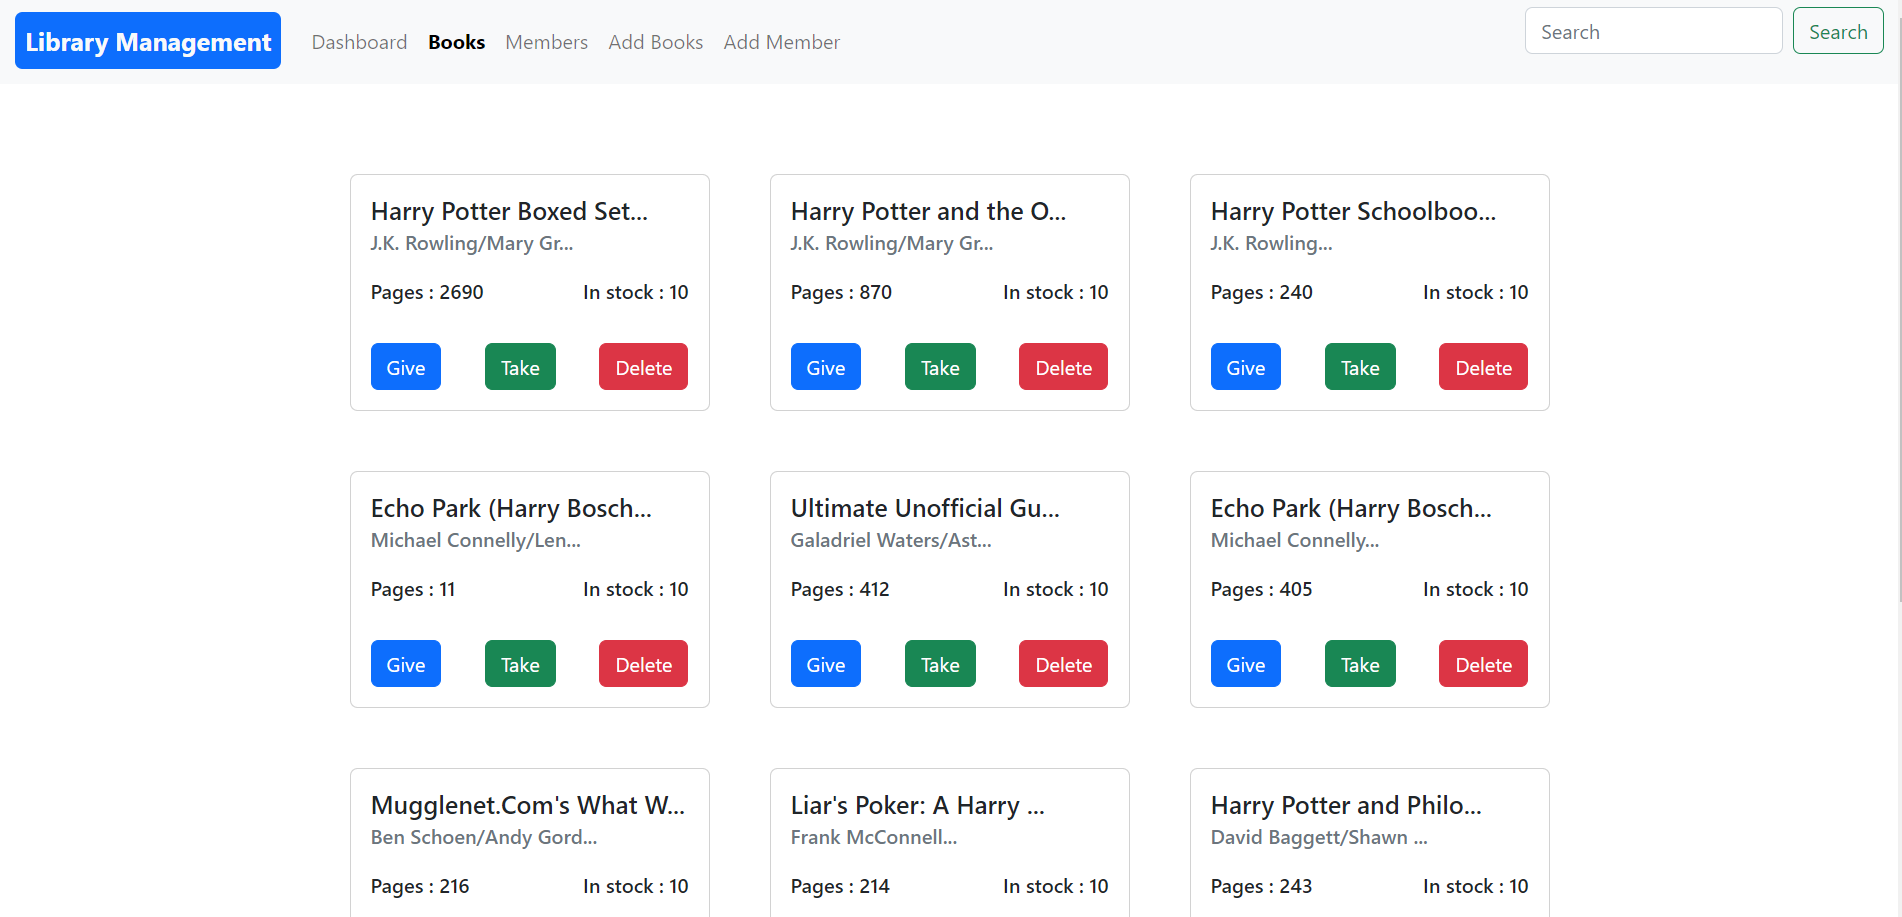 Library Management
Dashboard Books Members Add Books Add Member
Search Search
Harry Potter Boxed Set...
J.K. Rowling/Mary Gr...
Pages : 2690 In stock : 10
Give Take Delete
Harry Potter and the O...
J.K. Rowling/Mary Gr...
Pages : 870 In stock : 10
Give Take Delete
Harry Potter Schoolboo...
J.K. Rowling...
Pages : 240 In stock : 10
Give Take Delete
Echo Park (Harry Bosch...
Michael Connelly/Len...
Pages : 11 In stock : 10
Give Take Delete
Ultimate Unofficial Gu...
Galadriel Waters/Ast...
Pages : 412 In stock : 10
Give Take Delete
Echo Park (Harry Bosch...
Michael Connelly...
Pages : 405 In stock : 10
Give Take Delete
Mugglenet.Com's What W...
Ben Schoen/Andy Gord...
Pages : 216 In stock : 10
Liar's Poker: A Harry ...
Frank McConnell...
Pages : 214 In stock : 10
Harry Potter and Philo...
David Baggett/Shawn ...
Pages : 243 In stock : 10